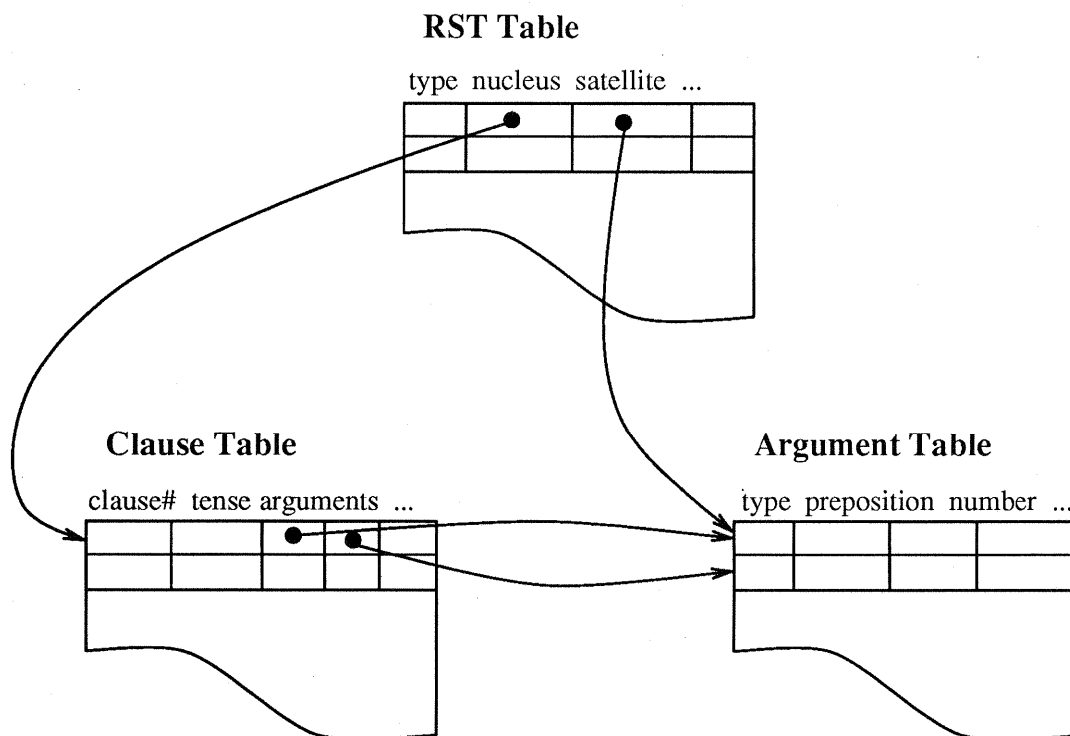 RST Table
type nucleus satellite ...
Clause Table
clause# tense arguments ...
Argument Table
type preposition number ...